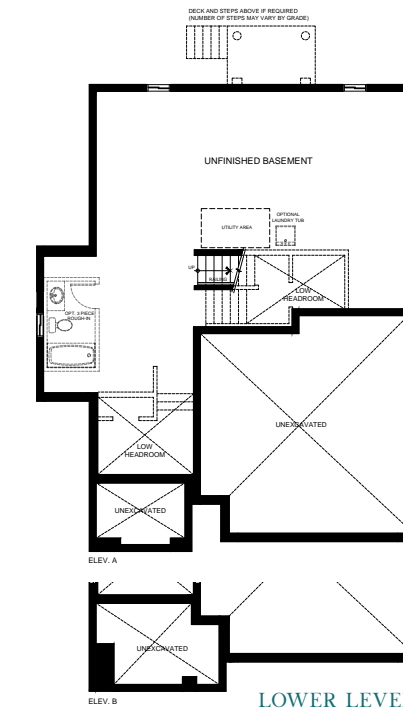 DECK AND STEPS ABOVE IF REQUIRED
(NUMBER OF STEPS MAY VARY BY GRADE)
UNFINISHED BASEMENT
OPTIONAL
LAUNDRY TUB
UTILITY AREA
UP
RAILING
LOW
HEADROOM
OPT. 3 PIECE
ROUGH-IN
UNEXCAVATED
LOW
HEADROOM
UNEXCAVATED
ELEV. A
UNEXCAVATED
ELEV. B
LOWER LEVE